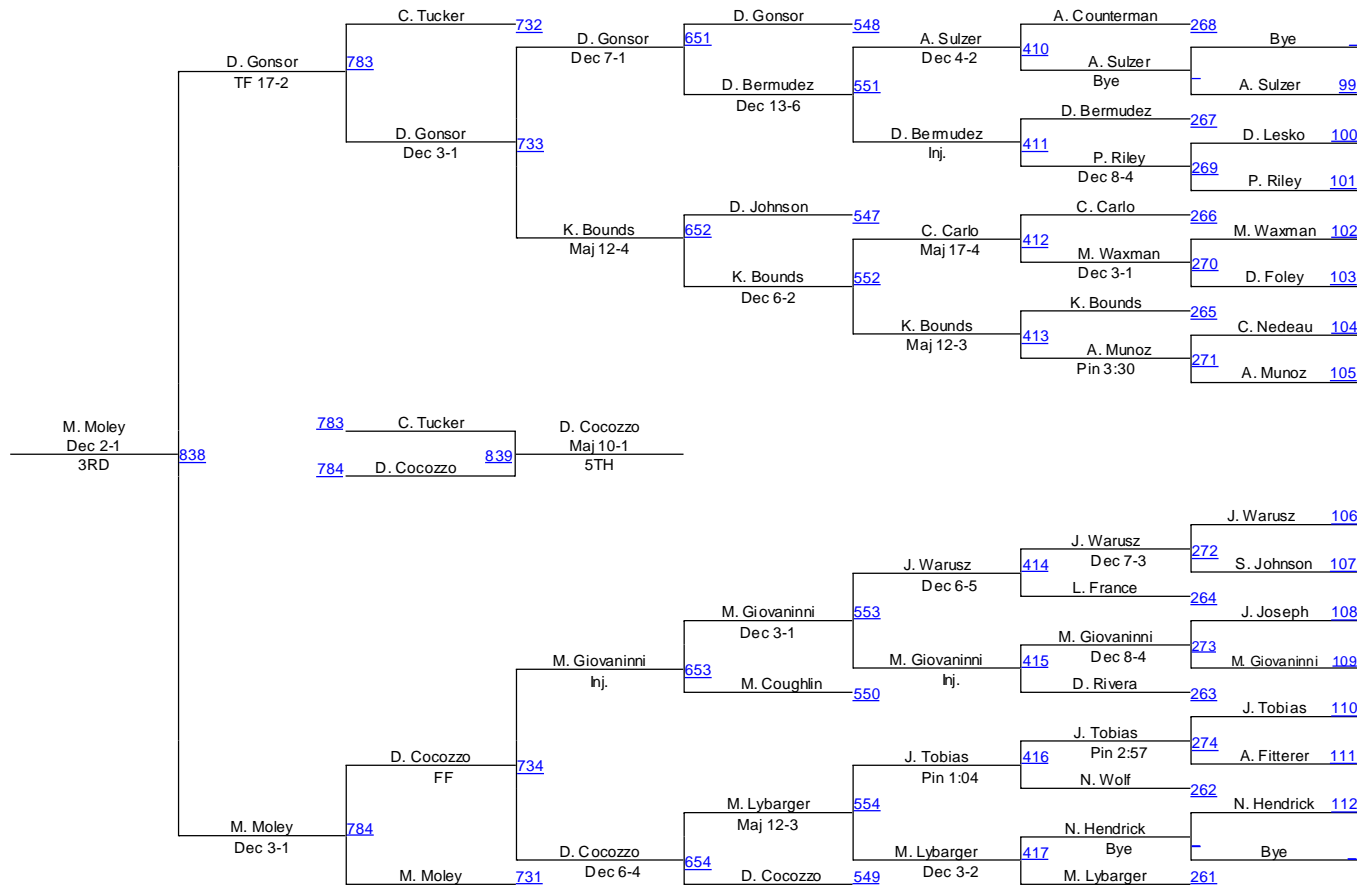 C. Tucker
732
D. Gonsor
548
A. Counterman
268
D. Gonsor
651
Dec 7-1
A. Sulzer
Dec 4-2
410
Bye
D. Gonsor
783
TF 17-2
A. Sulzer
Bye
D. Bermudez
551
Dec 13-6
A. Sulzer
99
D. Bermudez
267
D. Gonsor
733
Dec 3-1
D. Bermudez
411
Inj.
D. Lesko
100
P. Riley
269
Dec 8-4
P. Riley
101
D. Johnson
547
C. Carlo
266
K. Bounds
652
Maj 12-4
C. Carlo
412
Maj 17-4
M. Waxman
102
M. Waxman
270
Dec 3-1
K. Bounds
552
Dec 6-2
D. Foley
103
K. Bounds
265
K. Bounds
413
Maj 12-3
C. Nedeau
104
A. Munoz
271
Pin 3:30
A. Munoz
105
M. Moley
Dec 2-1
838
3RD
783
C. Tucker
784
D. Cocozzo
839
D. Cocozzo
Maj 10-1
5TH
J. Warusz
106
J. Warusz
272
Dec 7-3
J. Warusz
414
Dec 6-5
S. Johnson
107
L. France
264
M. Giovaninni
553
Dec 3-1
J. Joseph
108
M. Giovaninni
273
Dec 8-4
M. Giovaninni
653
Inj.
M. Giovaninni
415
Inj.
M. Giovaninni
109
M. Coughlin
550
D. Rivera
263
J. Tobias
110
J. Tobias
274
Pin 2:57
D. Cocozzo
734
FF
J. Tobias
416
Pin 1:04
A. Fitterer
111
N. Wolf
262
M. Lybarger
554
Maj 12-3
N. Hendrick
112
M. Moley
784
Dec 3-1
N. Hendrick
Bye
D. Cocozzo
654
Dec 6-4
M. Lybarger
417
Dec 3-2
Bye
M. Moley
731
D. Cocozzo
549
M. Lybarger
261